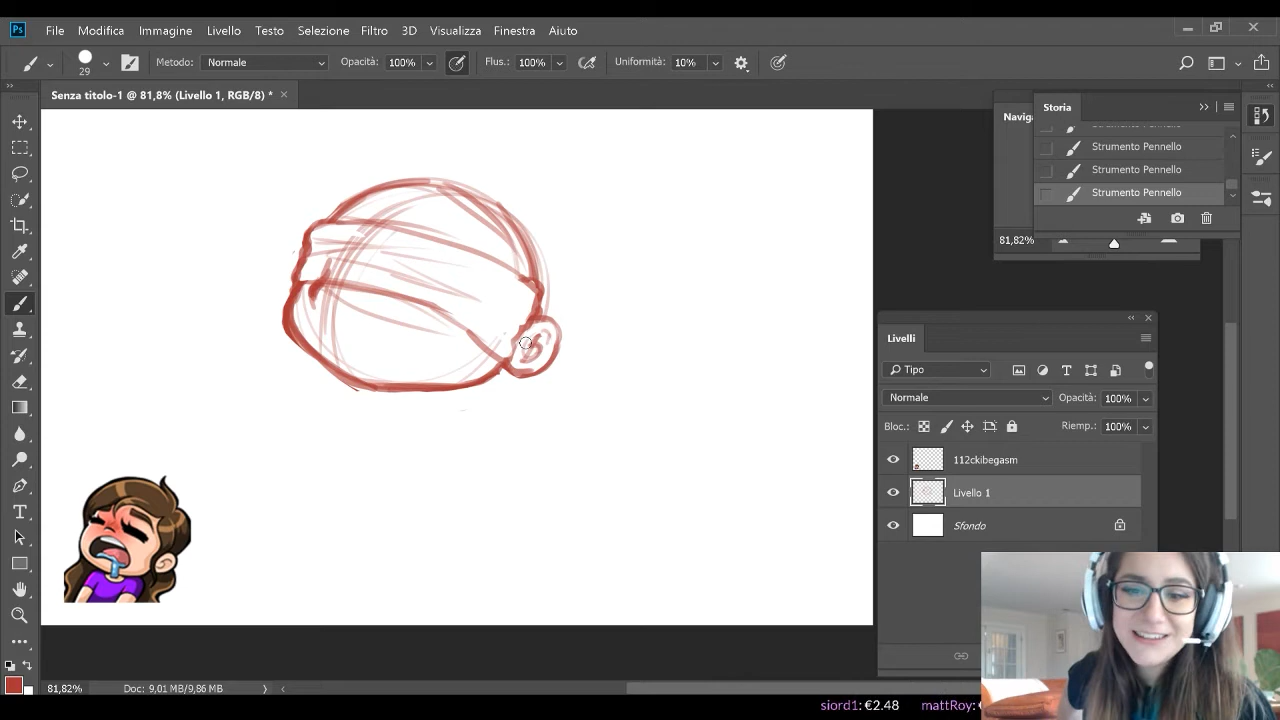 Ps File Modifica Immagine Livello Testo Selezione Filtro 3D Visualizza Finestra Aiuto
29 Metodo: Normale Opacità: 100% Flus.: 100% Uniformità: 10%
Senza titolo-1 @ 81,8% (Livello 1, RGB/8) *
Storia
Strumento Pennello
Strumento Pennello
Strumento Pennello
81,82%
Livelli
Tipo
Normale Opacità: 100%
Bloc.: Riemp.: 100%
112ckibegasm
Livello 1
Sfondo
81,82% Doc: 9,01 MB/9,86 MB
siord1: €2.48 mattRoy: